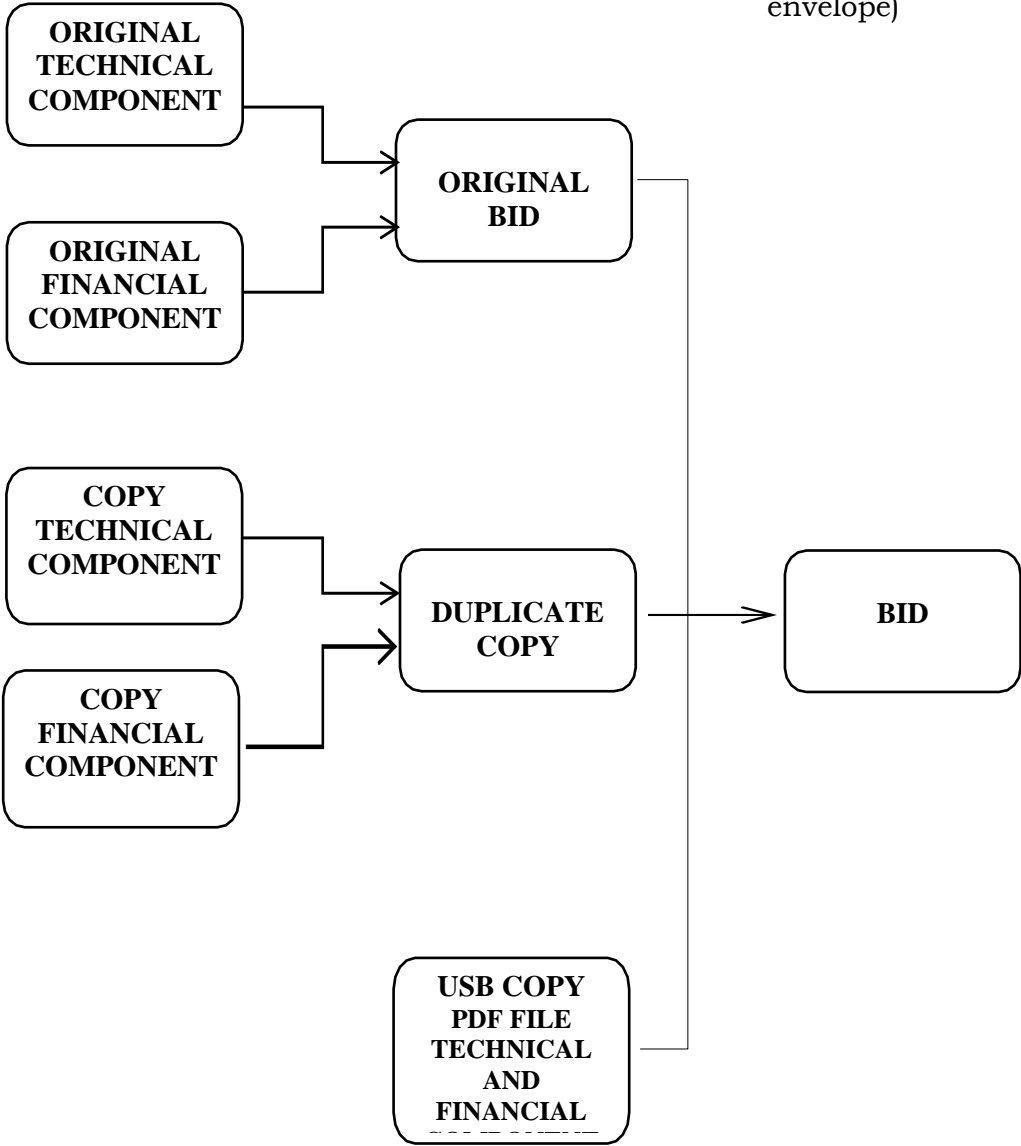 envelope)
ORIGINAL
TECHNICAL
COMPONENT
ORIGINAL
BID
ORIGINAL
FINANCIAL
COMPONENT
COPY
TECHNICAL
COMPONENT
DUPLICATE
COPY
BID
COPY
FINANCIAL
COMPONENT
USB COPY
PDF FILE
TECHNICAL
AND
FINANCIAL